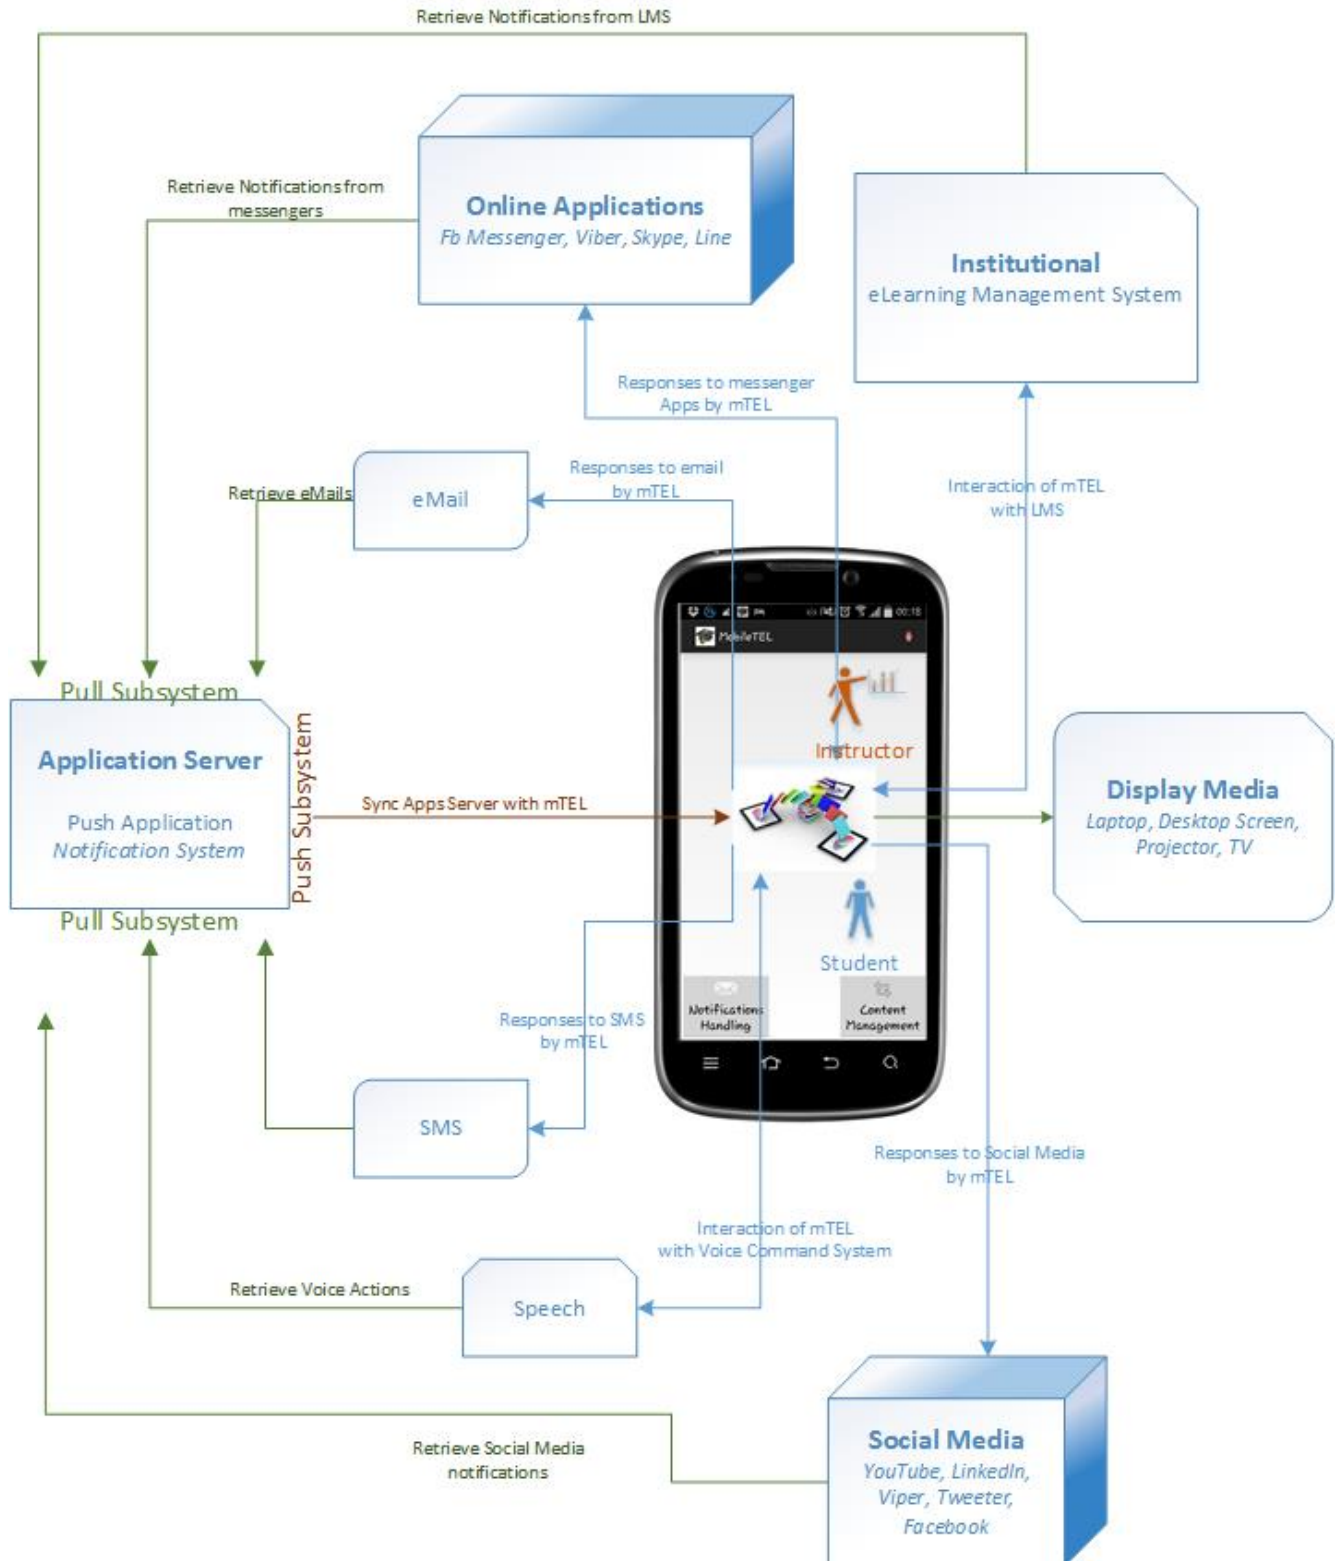 Retrieve Notifications from LMS
Retrieve Notifications from
messengers
Online Applications
Fb Messenger, Viber, Skype, Line
Institutional
eLearning Management System
Responses to messenger
Apps by mTEL
Responses to email
by mTEL
Retrieve eMails
eMail
Interaction of mTEL
with LMS
00:18
MobileTEL
Instructor
Pull Subsystem
Application Server
Push Application
Notification System
Push Subsystem
Sync Apps Server with mTEL
Display Media
Laptop, Desktop Screen,
Projector, TV
Pull Subsystem
Student
Notifications
Handling
Content
Management
Responses to SMS
by mTEL
SMS
Responses to Social Media
by mTEL
Interaction of mTEL
with Voice Command System
Retrieve Voice Actions
Speech
Retrieve Social Media
notifications
Social Media
YouTube, LinkedIn,
Viper, Tweeter,
Facebook